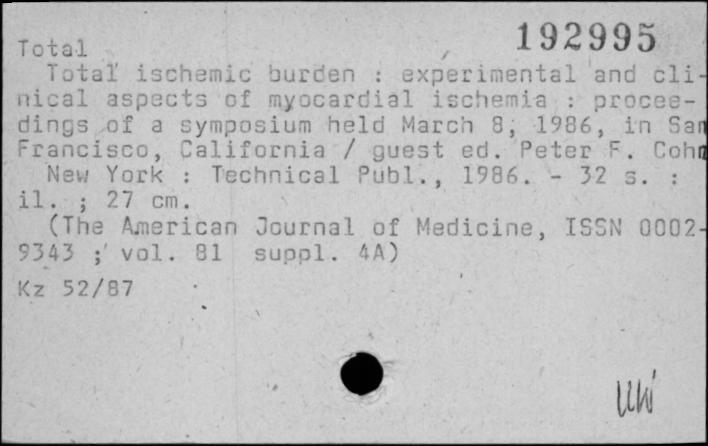 192995
Total
Total ischemic burden : experimental and cli-
nical aspects of myocardial ischemia : procee-
dings of a symposium held March 8, 1986, in San
Francisco, California / guest ed. Peter F. Cohn
New York : Technical Publ., 1986. - 32 s. :
il. ; 27 cm.
(The American Journal of Medicine, ISSN 0002-
9343 ; vol. 81 suppl. 4A)
Kz 52/87